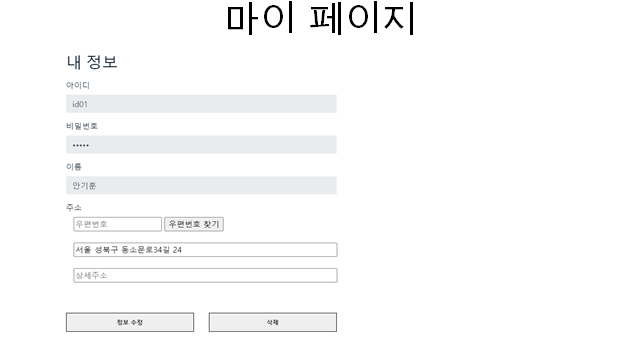 마이 페이지
내 정보
아이디
id01
비밀번호
•••••
이름
안기훈
주소
우편번호 우편번호 찾기
서울 성북구 동소문로34길 24
상세주소
정보 수정 삭제